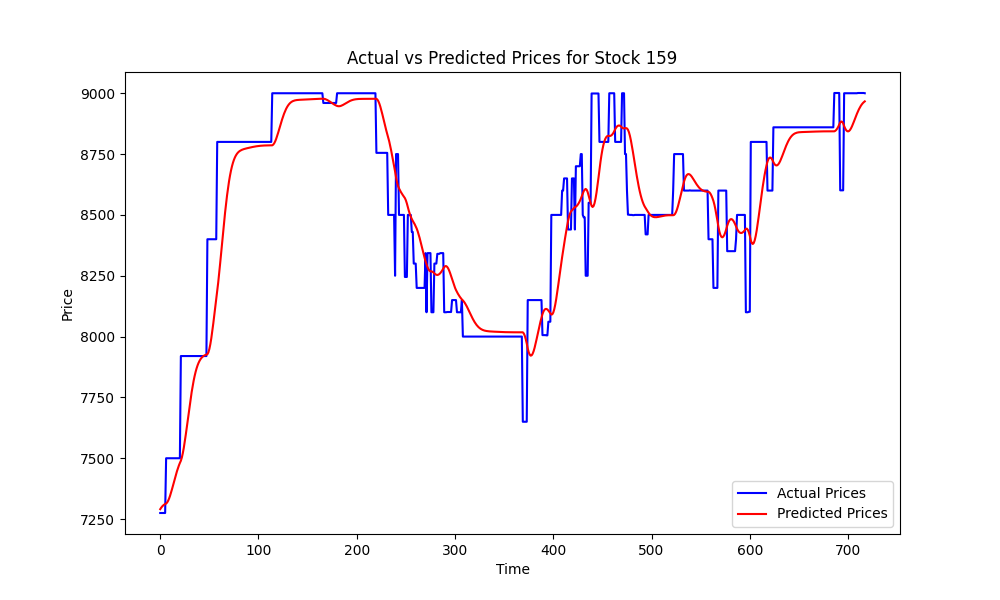 Actual vs Predicted Prices for Stock 159
Price
9000
8750
8500
8250
8000
7750
7500
7250
0 100 200 300 400 500 600 700
Time
Actual Prices
Predicted Prices